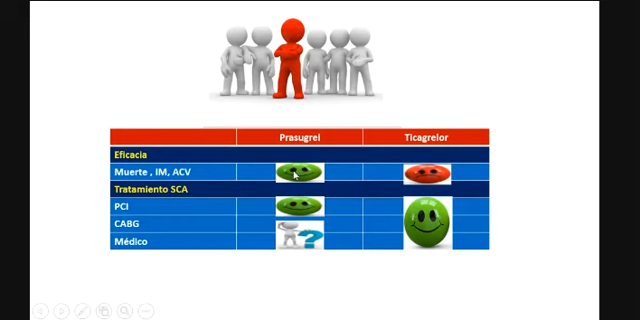 Prasugrel Ticagrelor
Eficacia
Muerte , IM, ACV
Tratamiento SCA
PCI
CABG
Médico